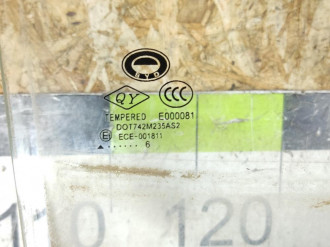 BYD
QY CCC
TEMPERED E000081
DOT742M235AS2
E ECE-001811
▲ ...... 6
0 120